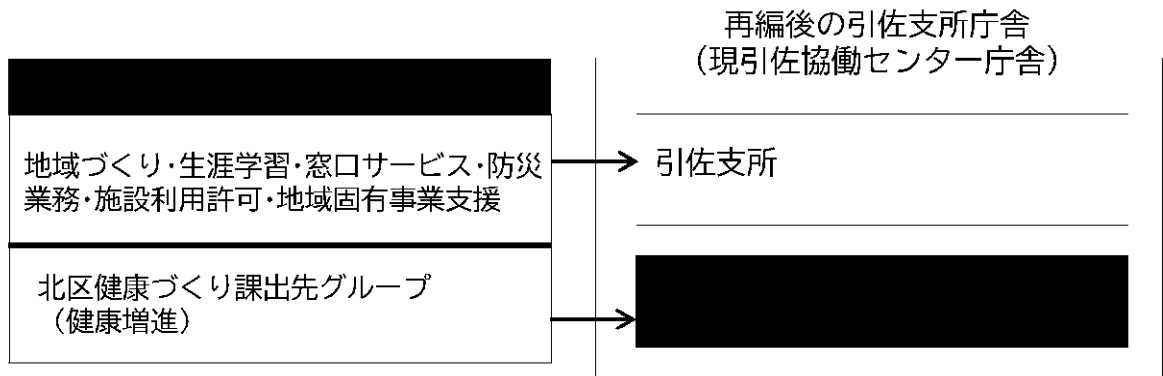 再編後の引佐支所庁舎
（現引佐協働センター庁舎）
地域づくり･生涯学習･窓口サービス･防災
業務･施設利用許可･地域固有事業支援
引佐支所
北区健康づくり課出先グループ
（健康増進）